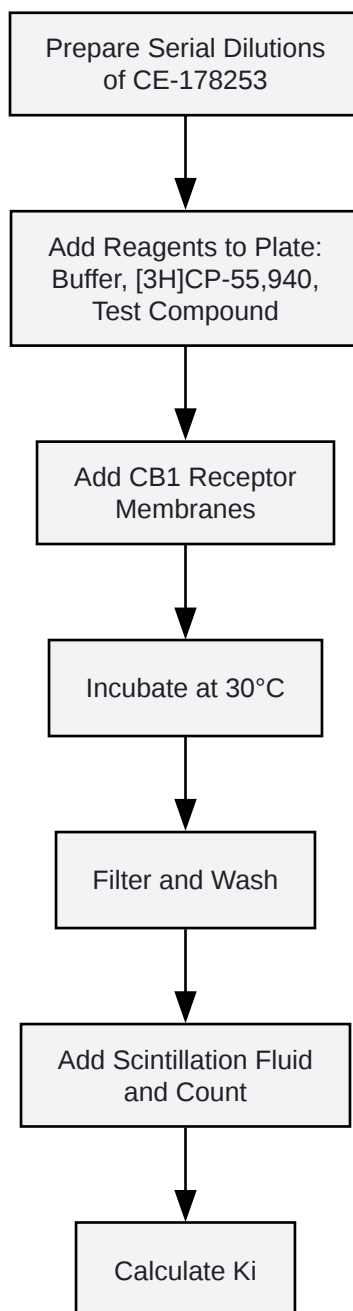 Prepare Serial Dilutions
of CE-178253
Add Reagents to Plate:
Buffer, [3H]CP-55,940,
Test Compound
Add CB1 Receptor
Membranes
Incubate at 30°C
Filter and Wash
Add Scintillation Fluid
and Count
Calculate Ki